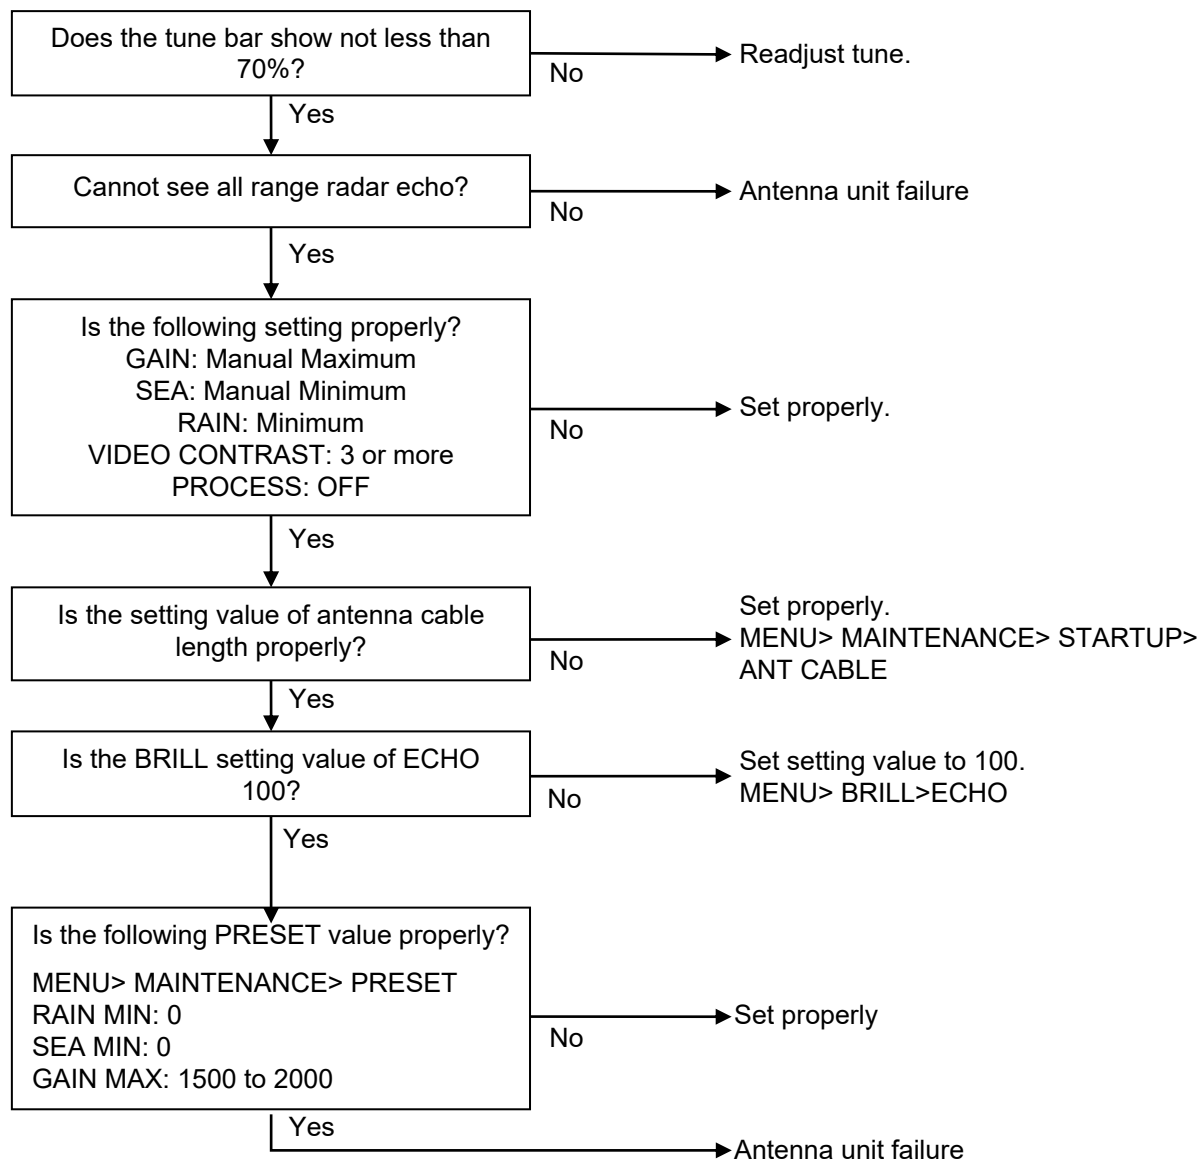 Does the tune bar show not less than
70%?
No
Readjust tune.
Yes
Cannot see all range radar echo?
No
Antenna unit failure
Yes
Is the following setting properly?
GAIN: Manual Maximum
SEA: Manual Minimum
RAIN: Minimum
VIDEO CONTRAST: 3 or more
PROCESS: OFF
No
Set properly.
Yes
Is the setting value of antenna cable
length properly?
No
Set properly.
MENU> MAINTENANCE> STARTUP>
ANT CABLE
Yes
Is the BRILL setting value of ECHO
100?
No
Set setting value to 100.
MENU> BRILL>ECHO
Yes
Is the following PRESET value properly?
MENU> MAINTENANCE> PRESET
RAIN MIN: 0
SEA MIN: 0
GAIN MAX: 1500 to 2000
No
Set properly
Yes
Antenna unit failure